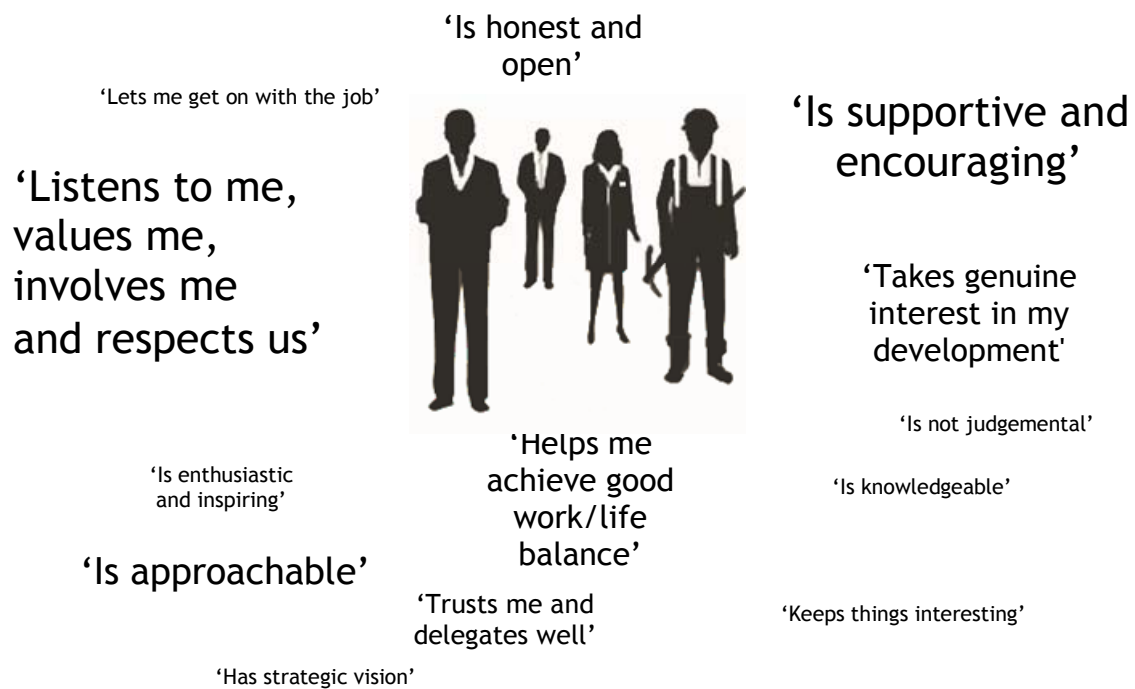 ‘Is honest and
open’
‘Lets me get on with the job’
‘Is supportive and
encouraging’
‘Listens to me,
values me,
involves me
and respects us’
‘Takes genuine
interest in my
development'
‘Is not judgemental’
‘Helps me
achieve good
work/life
balance’
‘Is enthusiastic
and inspiring’
‘Is knowledgeable’
‘Is approachable’
‘Trusts me and
delegates well’
‘Keeps things interesting’
‘Has strategic vision’